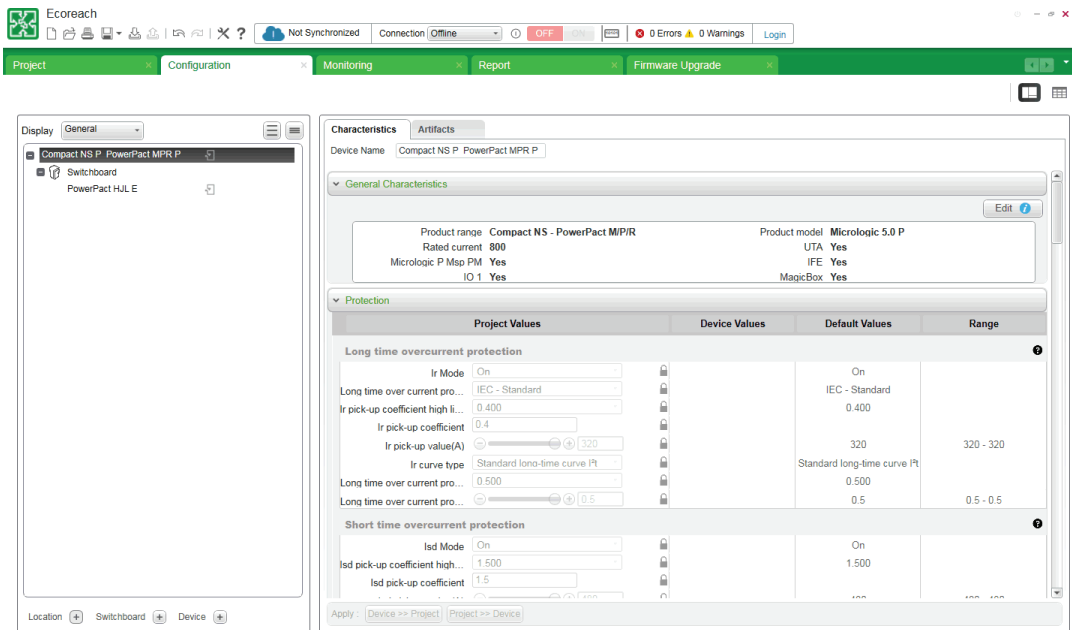 Ecoreach
Not Synchronized Connection Offline OFF ON 0 Errors 0 Warnings Login
Project Configuration Monitoring Report Firmware Upgrade
Display General
Compact NS P PowerPact MPR P
Switchboard
PowerPact HJL E
Location Switchboard Device
Characteristics Artifacts
Device Name Compact NS P PowerPact MPR P
General Characteristics
Edit
Product range Compact NS - PowerPact M/P/R Product model Micrologic 5.0 P
Rated current 800 UTA Yes
Micrologic P Msp PM Yes IFE Yes
IO 1 Yes MagicBox Yes
Protection
Project Values Device Values Default Values Range
Long time overcurrent protection
Ir Mode On On
Long time over current pro... IEC - Standard IEC - Standard
Ir pick-up coefficient high li... 0.400 0.400
Ir pick-up coefficient 0.4
Ir pick-up value(A) 320 320 320 - 320
Ir curve type Standard long-time curve I²t Standard long-time curve I²t
Long time over current pro... 0.500 0.500
Long time over current pro... 0.5 0.5 0.5 - 0.5
Short time overcurrent protection
Isd Mode On On
Isd pick-up coefficient high... 1.500 1.500
Isd pick-up coefficient 1.5
Apply : Device >> Project Project >> Device